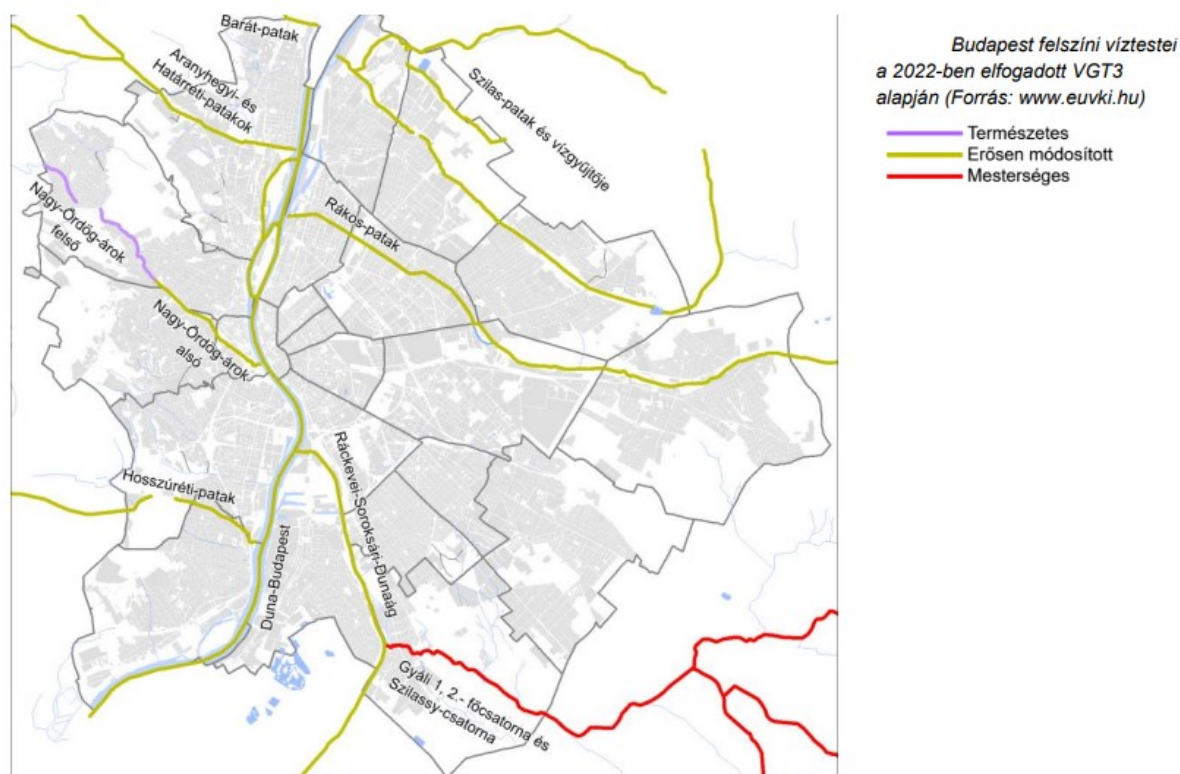 Budapest felszíni víztestei
a 2022-ben elfogadott VGT3
alapján (Forrás: www.euvki.hu)
Természetes
Erősen módosított
Mesterséges
Barát-patak
Aranyhegyi- és
Határréti-patakok
Szilas-patak és vízgyűjtője
Nagy-Ördög-árok
felső
Rákos-patak
Nagy-Ördög-árok
alsó
Hosszúréti-patak
Ráckevei-Soroksári-Dunaág
Duna-Budapest
Gyáli 1, 2.- főcsatorna és
Szilassy-csatorna